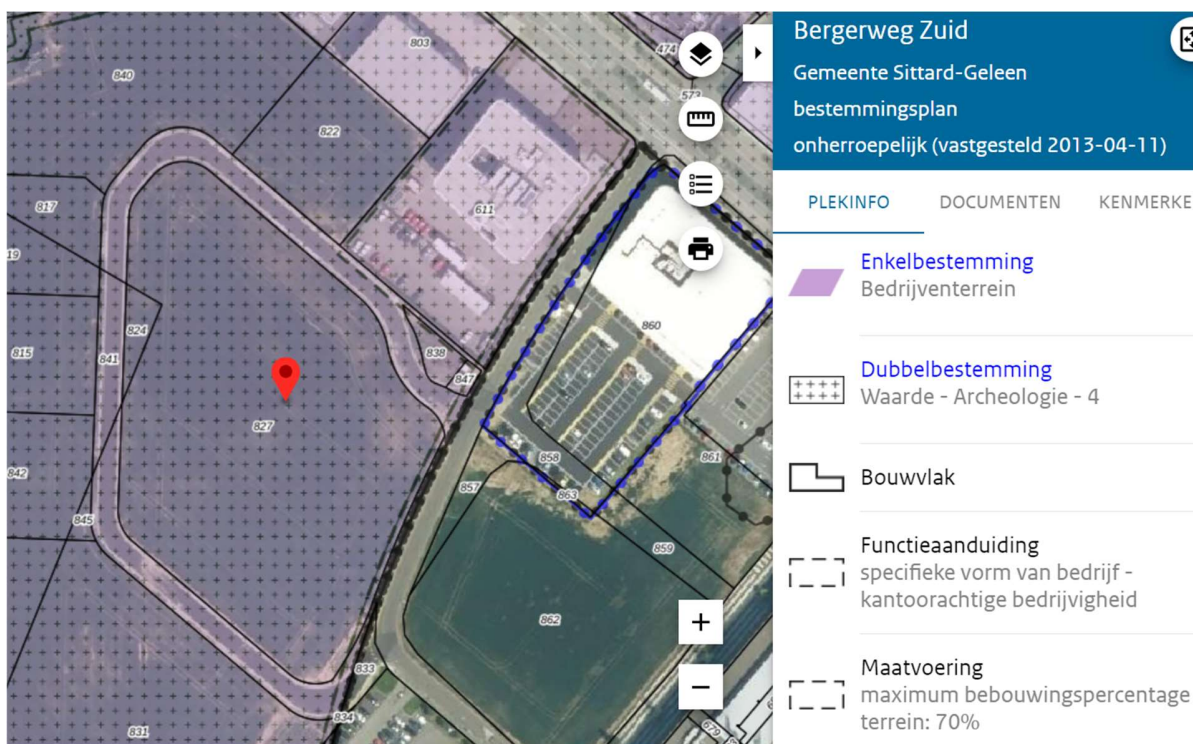 Bergerweg Zuid
Gemeente Sittard-Geleen
bestemmingsplan
onherroepelijk (vastgesteld 2013-04-11)
PLEKINFO DOCUMENTEN KENMERKE
Enkelbestemming
Bedrijventerrein
Dubbelbestemming
Waarde - Archeologie - 4
Bouwvlak
Functieaanduiding
specifieke vorm van bedrijf -
kantoorachtige bedrijvigheid
Maatvoering
maximum bebouwingspercentage
terrein: 70%
803
474
840
573
822
817
611
19
860
824
815
841
838
847
827
861
842
858
857
863
845
859
862
833
834
831
679
+
−